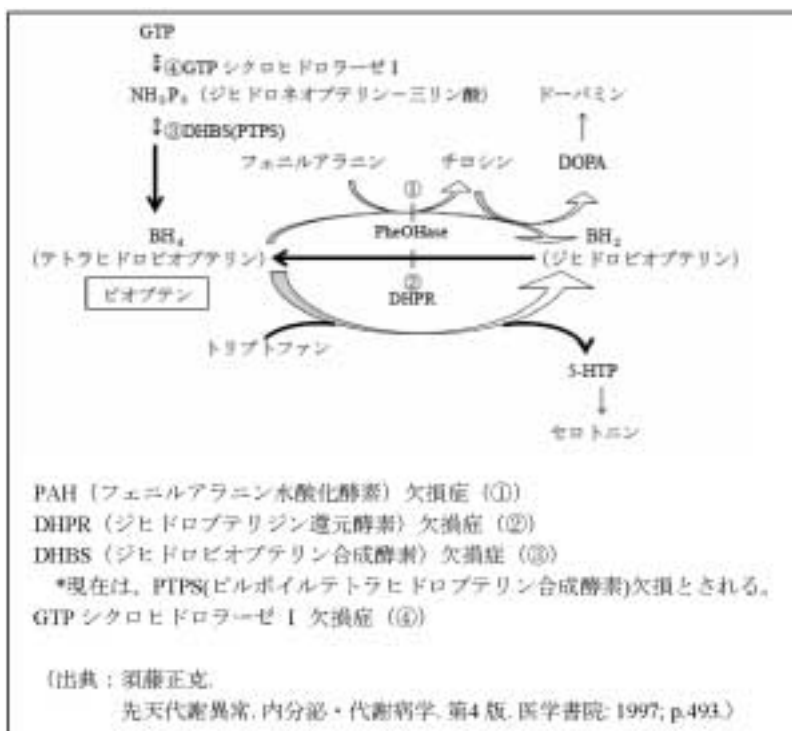 GTP
④GTPシクロヒドロラーゼ I
NH₂P₃（ジヒドロネオプテリン－三リン酸）
ドーパミン
③DHBS(PTPS)
フェニルアラニン
チロシン
DOPA
①
PheOHase
BH₄
BH₂
(テトラヒドロビオプテリン)
(ジヒドロビオプテリン)
②
DHPR
ビオプテン
トリプトファン
5-HTP
セロトニン
PAH（フェニルアラニン水酸化酵素）欠損症（①）
DHPR（ジヒドロプテリジン還元酵素）欠損症（②）
DHBS（ジヒドロビオプテリン合成酵素）欠損症（③）
*現在は、PTPS(ピルボイルテトラヒドロプテリン合成酵素)欠損とされる。
GTPシクロヒドロラーゼ I 欠損症（④）
（出典：須藤正克.
先天代謝異常. 内分泌・代謝病学. 第4版. 医学書院: 1997; p.493.）